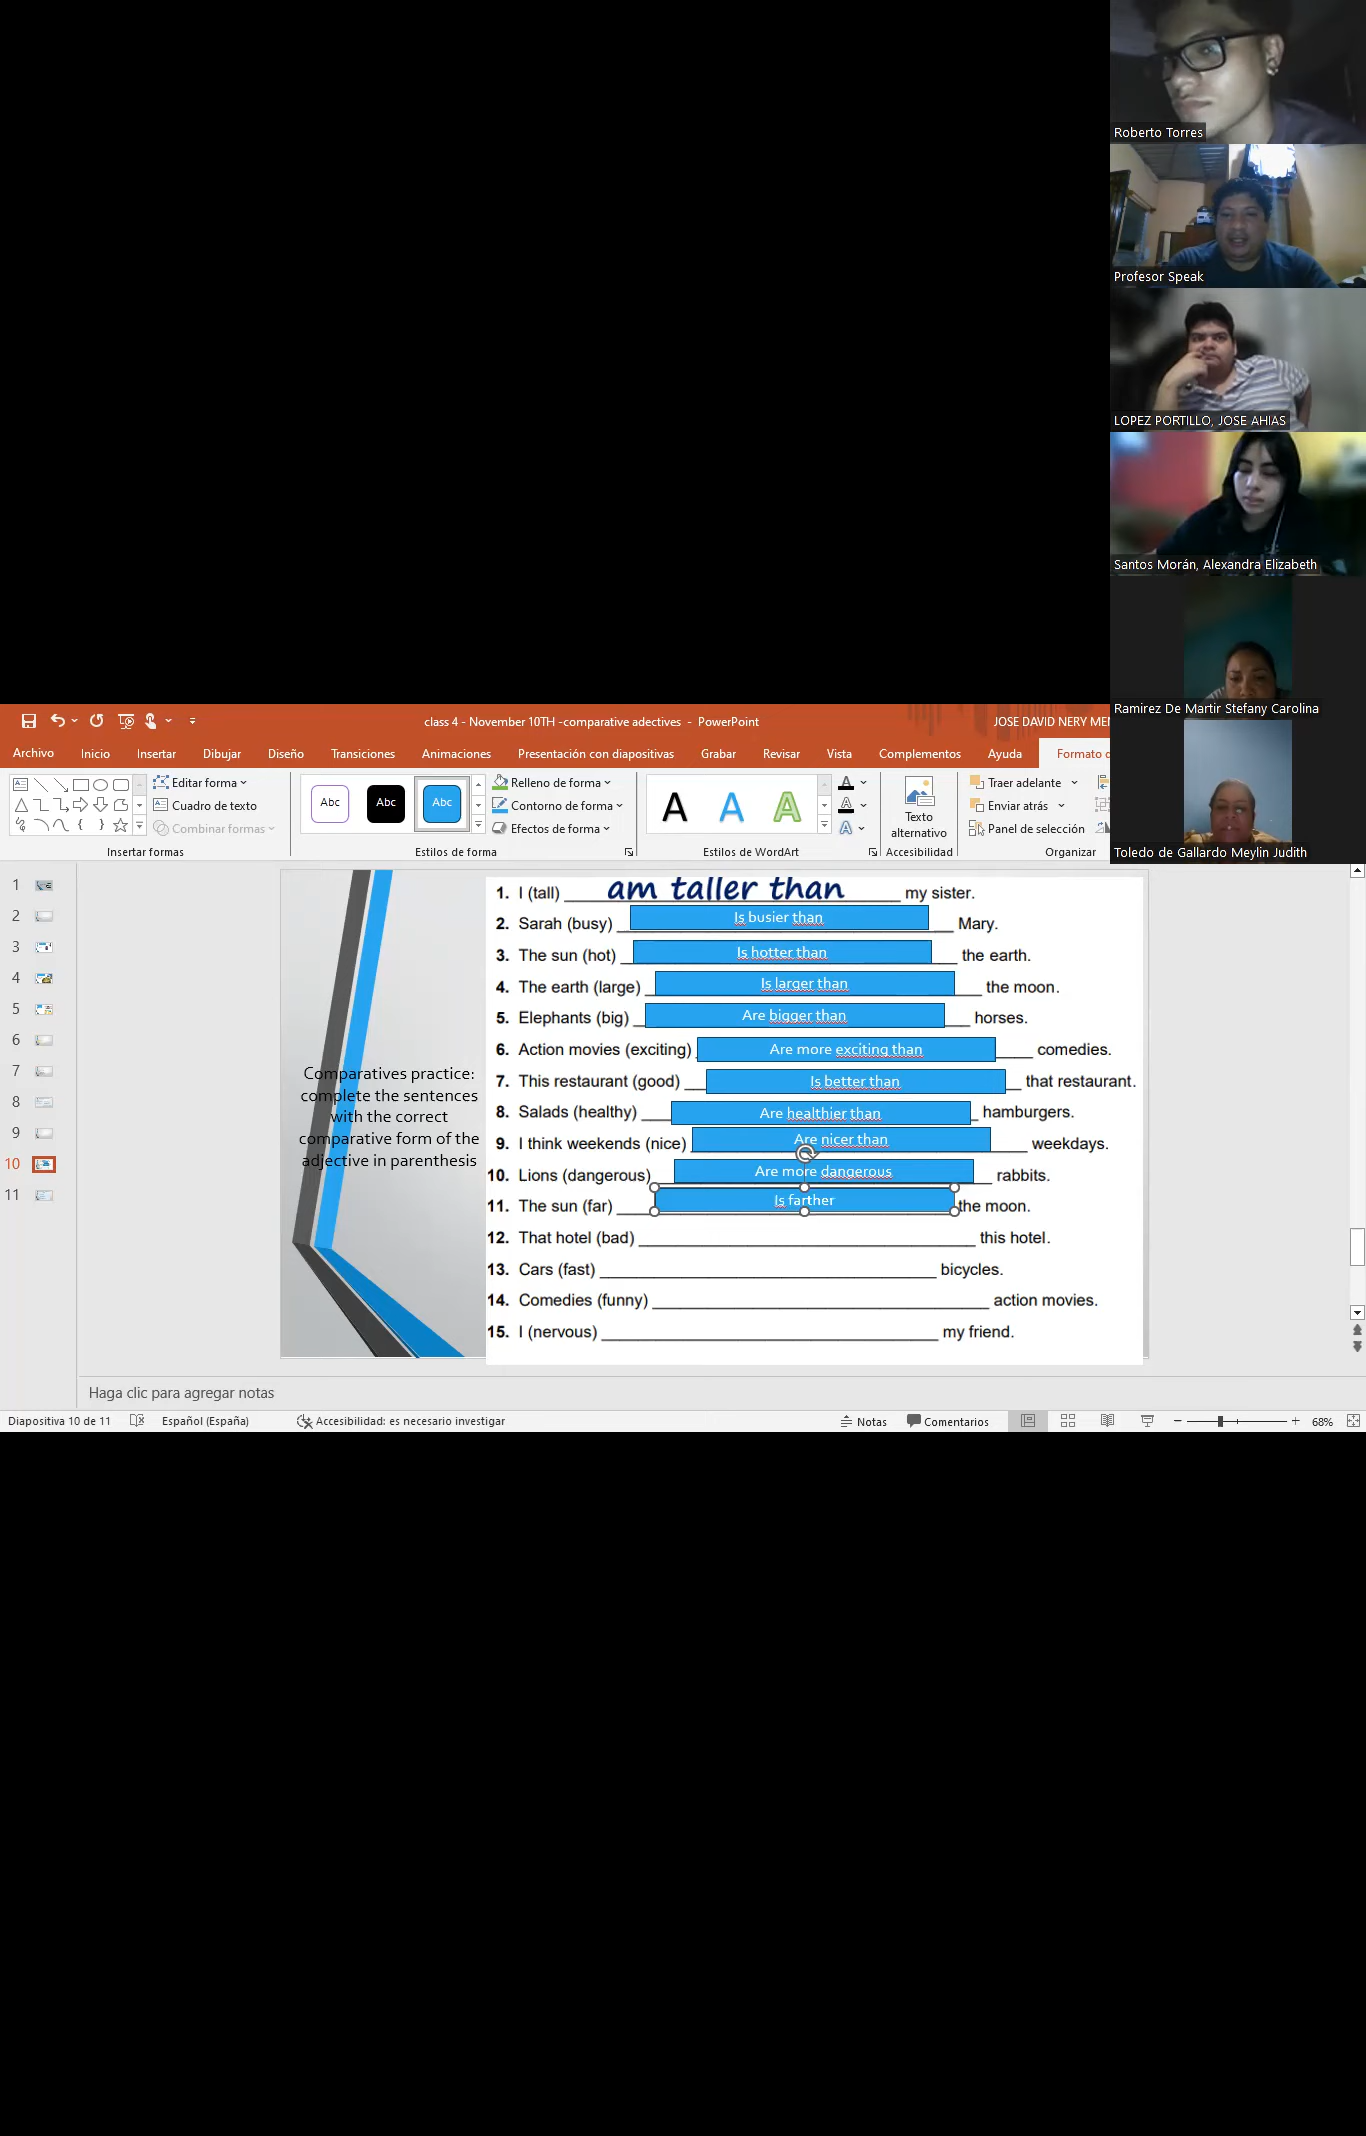 Roberto Torres
Profesor Speak
LOPEZ PORTILLO, JOSE AHIAS
Santos Morán, Alexandra Elizabeth
Ramirez De Martir Stefany Carolina
Toledo de Gallardo Meylin Judith
class 4 - November 10TH -comparative adectives - PowerPoint
JOSE DAVID NERY MEN
Archivo Inicio Insertar Dibujar Diseño Transiciones Animaciones Presentación con diapositivas Grabar Revisar Vista Complementos Ayuda Formato
Editar forma
Cuadro de texto
Combinar formas
Insertar formas
Abc Abc Abc
Relleno de forma
Contorno de forma
Efectos de forma
Estilos de forma
A A A
Estilos de WordArt
Texto alternativo
Accesibilidad
Traer adelante
Enviar atrás
Panel de selección
Organizar
1
2
3
4
5
6
7
8
9
10
11
Comparatives practice:
complete the sentences
with the correct
comparative form of the
adjective in parenthesis
1. I (tall) am taller than my sister.
2. Sarah (busy) Is busier than Mary.
3. The sun (hot) Is hotter than the earth.
4. The earth (large) Is larger than the moon.
5. Elephants (big) Are bigger than horses.
6. Action movies (exciting) Are more exciting than comedies.
7. This restaurant (good) Is better than that restaurant.
8. Salads (healthy) Are healthier than hamburgers.
9. I think weekends (nice) Are nicer than weekdays.
10. Lions (dangerous) Are more dangerous rabbits.
11. The sun (far) Is farther the moon.
12. That hotel (bad) ____ this hotel.
13. Cars (fast) ____ bicycles.
14. Comedies (funny) ____ action movies.
15. I (nervous) ____ my friend.
Haga clic para agregar notas
Diapositiva 10 de 11 Español (España) Accesibilidad: es necesario investigar Notas Comentarios 68%